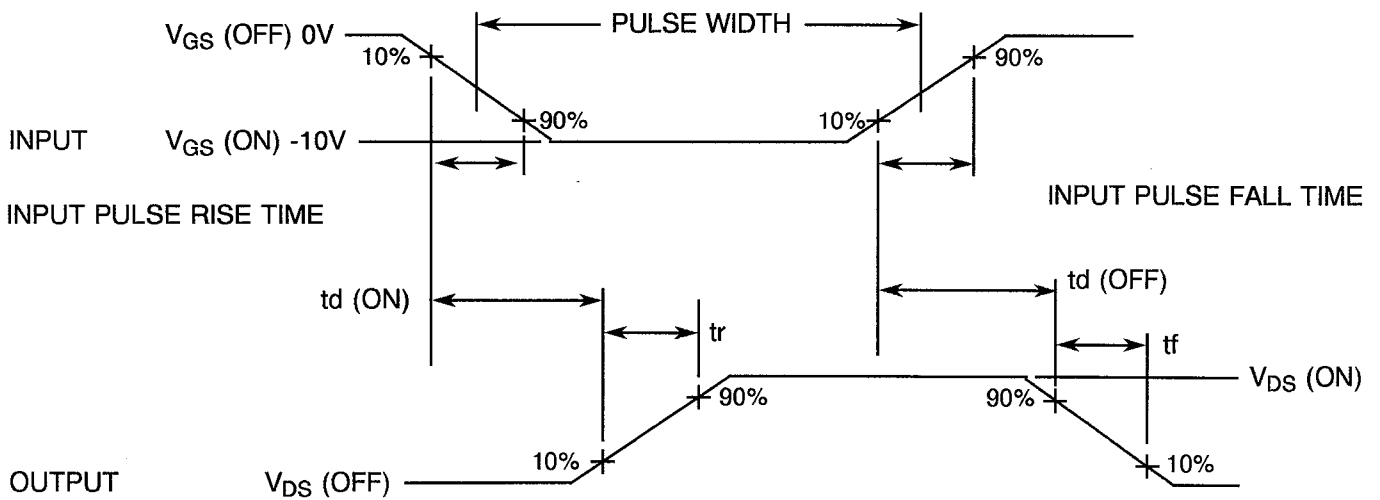 PULSE WIDTH
V_GS (OFF) 0V
10%
90%
90%
10%
INPUT V_GS (ON) -10V
INPUT PULSE RISE TIME
INPUT PULSE FALL TIME
td (ON)
td (OFF)
tr
tf
V_DS (ON)
90%
90%
10%
10%
OUTPUT V_DS (OFF)